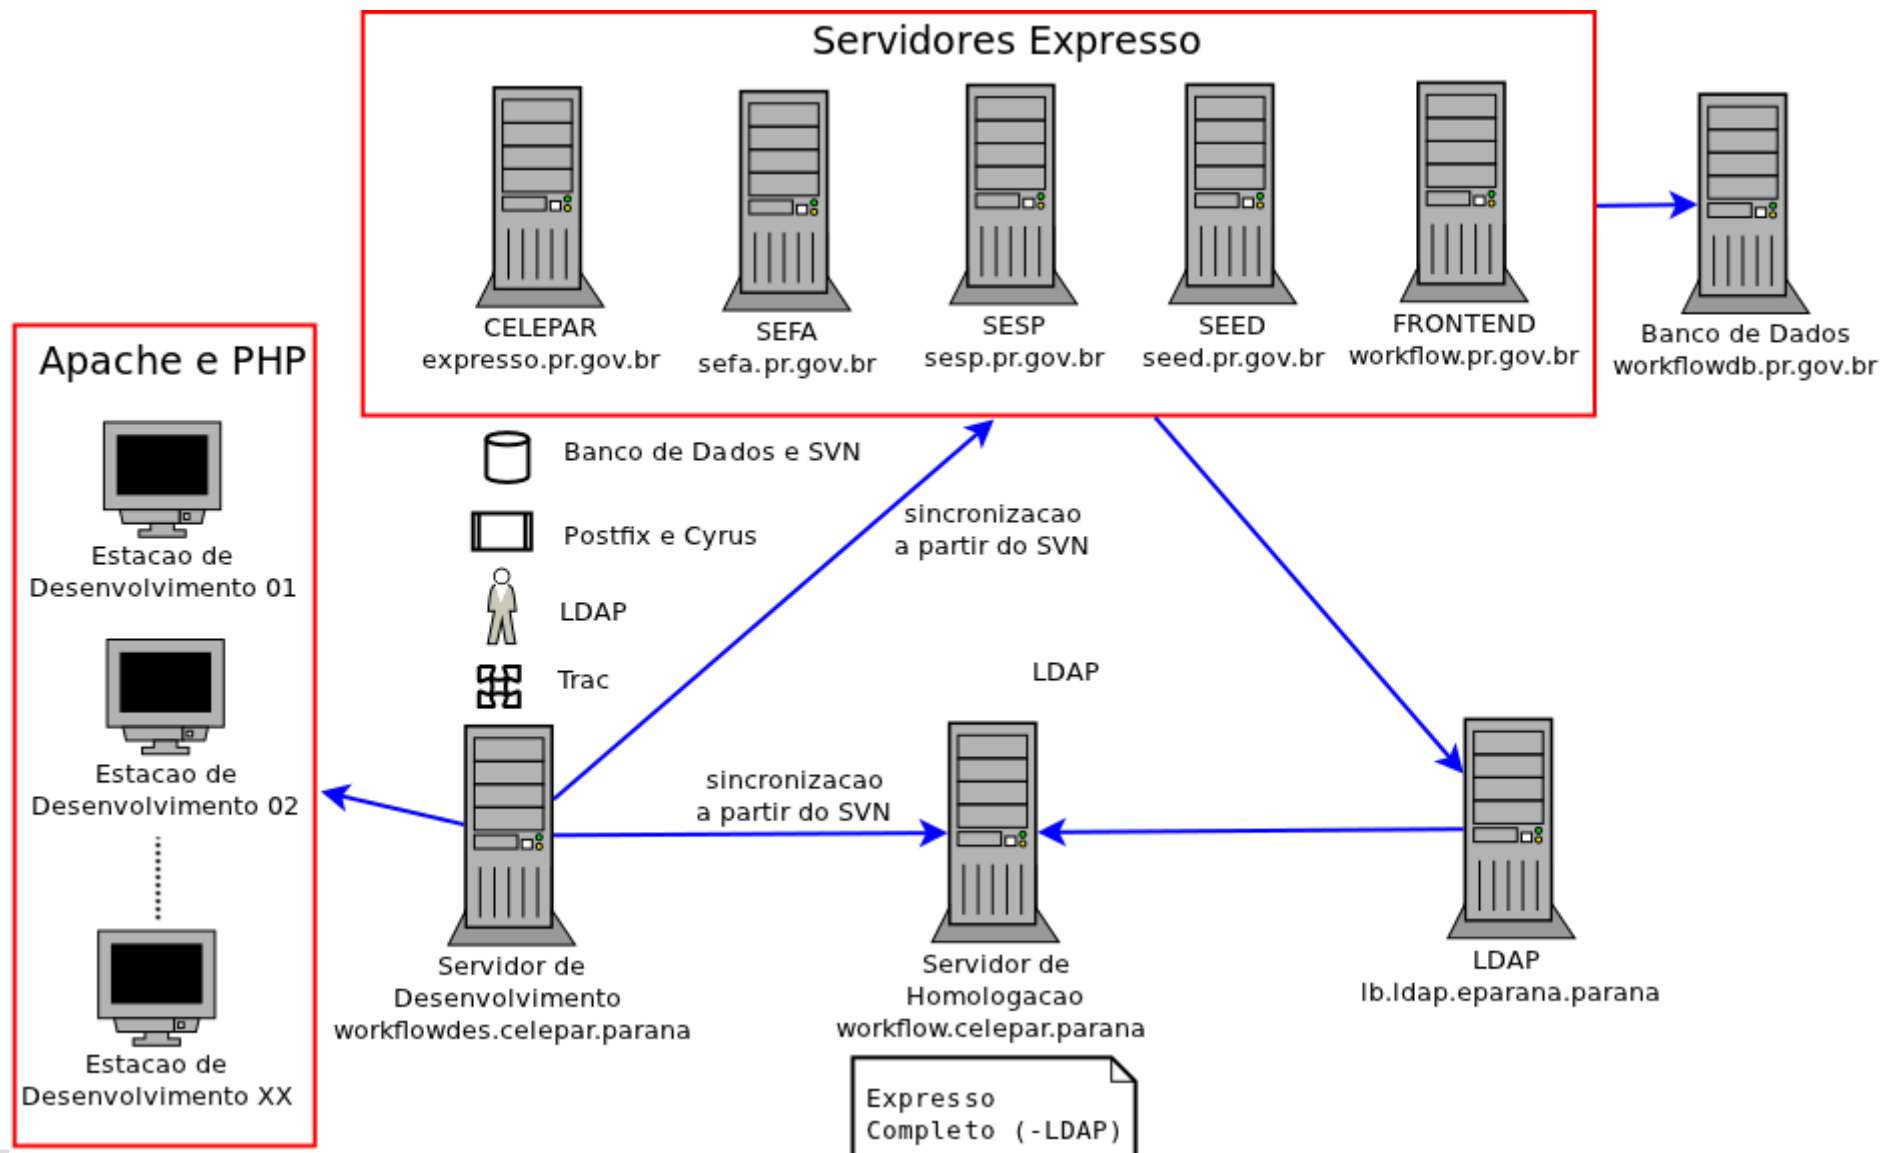 Servidores Expresso
CELEPAR
expresso.pr.gov.br
SEFA
sefa.pr.gov.br
SESP
sesp.pr.gov.br
SEED
seed.pr.gov.br
FRONTEND
workflow.pr.gov.br
Banco de Dados
workflowdb.pr.gov.br
Apache e PHP
Estacao de
Desenvolvimento 01
Estacao de
Desenvolvimento 02
Estacao de
Desenvolvimento XX
Banco de Dados e SVN
Postfix e Cyrus
LDAP
Trac
sincronizacao
a partir do SVN
LDAP
sincronizacao
a partir do SVN
Servidor de
Desenvolvimento
workflowdes.celepar.parana
Servidor de
Homologacao
workflow.celepar.parana
LDAP
lb.ldap.eparana.parana
Expresso
Completo (-LDAP)